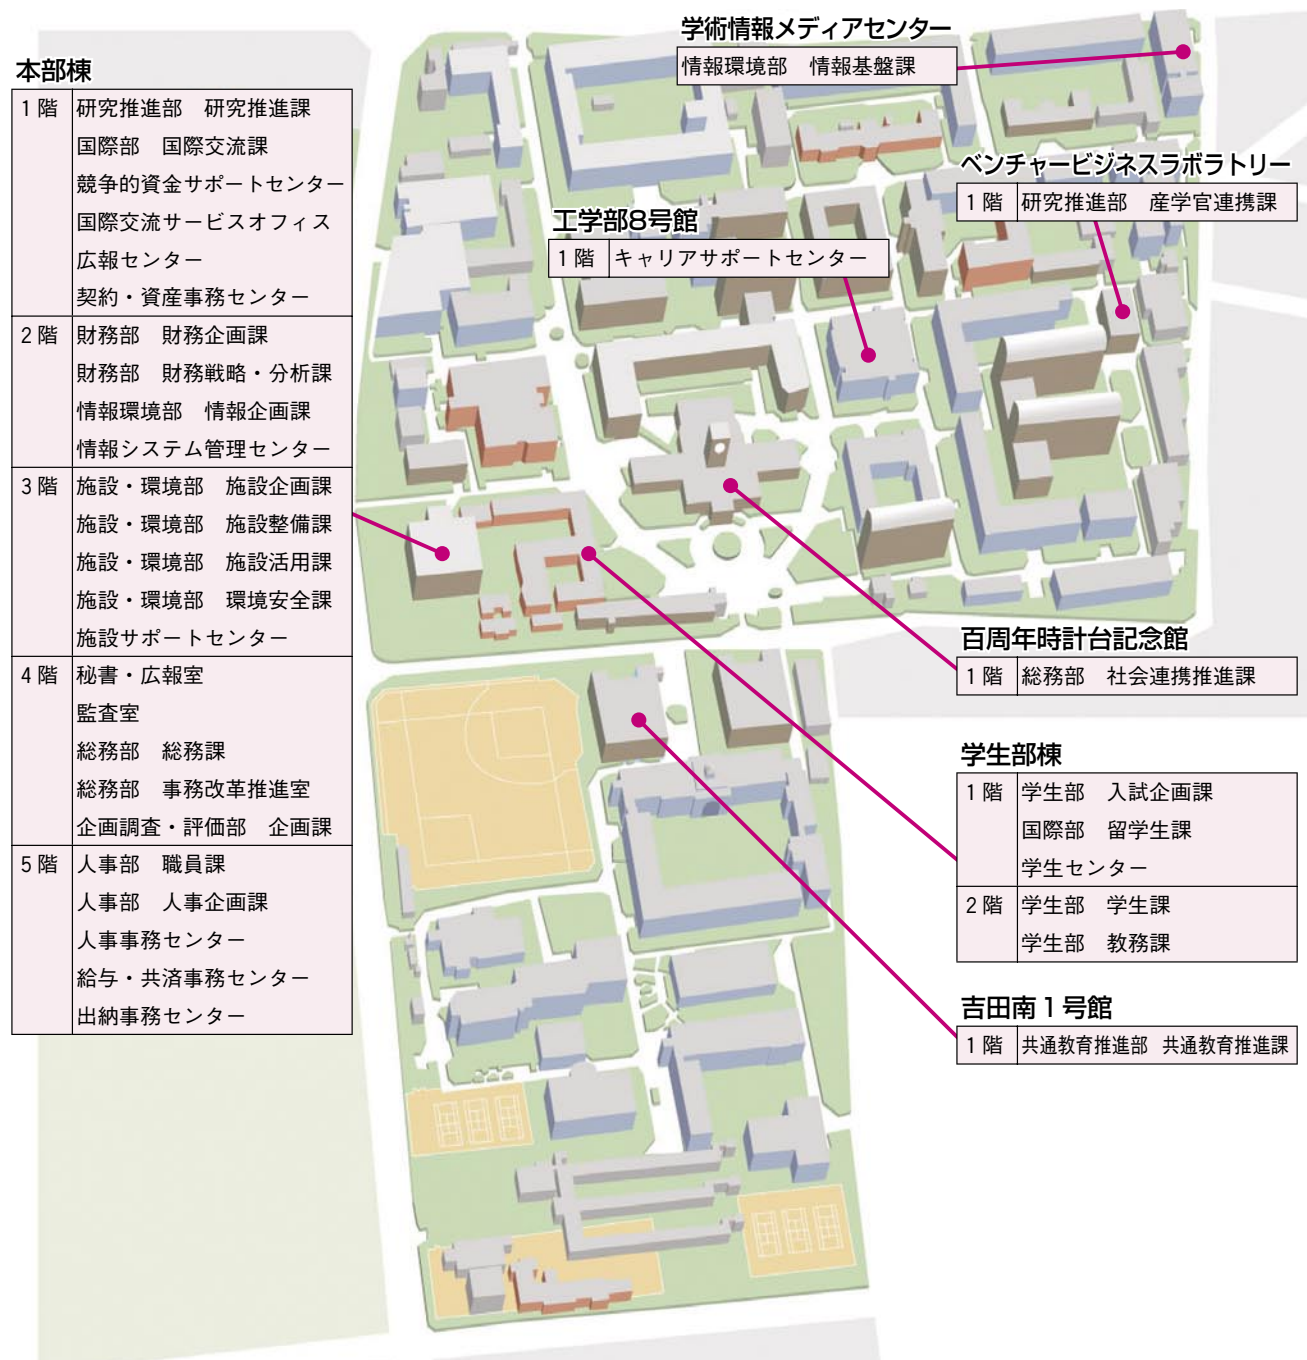 学術情報メディアセンター
情報環境部　情報基盤課
本部棟
1階　研究推進部　研究推進課
国際部　国際交流課
競争的資金サポートセンター
国際交流サービスオフィス
広報センター
契約・資産事務センター
2階　財務部　財務企画課
財務部　財務戦略・分析課
情報環境部　情報企画課
情報システム管理センター
3階　施設・環境部　施設企画課
施設・環境部　施設整備課
施設・環境部　施設活用課
施設・環境部　環境安全課
施設サポートセンター
4階　秘書・広報室
監査室
総務部　総務課
総務部　事務改革推進室
企画調査・評価部　企画課
5階　人事部　職員課
人事部　人事企画課
人事事務センター
給与・共済事務センター
出納事務センター
工学部8号館
1階　キャリアサポートセンター
ベンチャービジネスラボラトリー
1階　研究推進部　産学官連携課
百周年時計台記念館
1階　総務部　社会連携推進課
学生部棟
1階　学生部　入試企画課
国際部　留学生課
学生センター
2階　学生部　学生課
学生部　教務課
吉田南1号館
1階　共通教育推進部　共通教育推進課